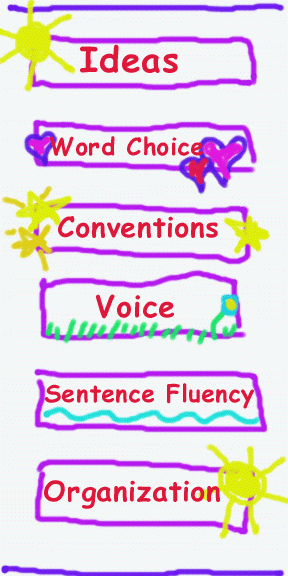 Ideas
Word Choice
Conventions
Voice
Sentence Fluency
Organization